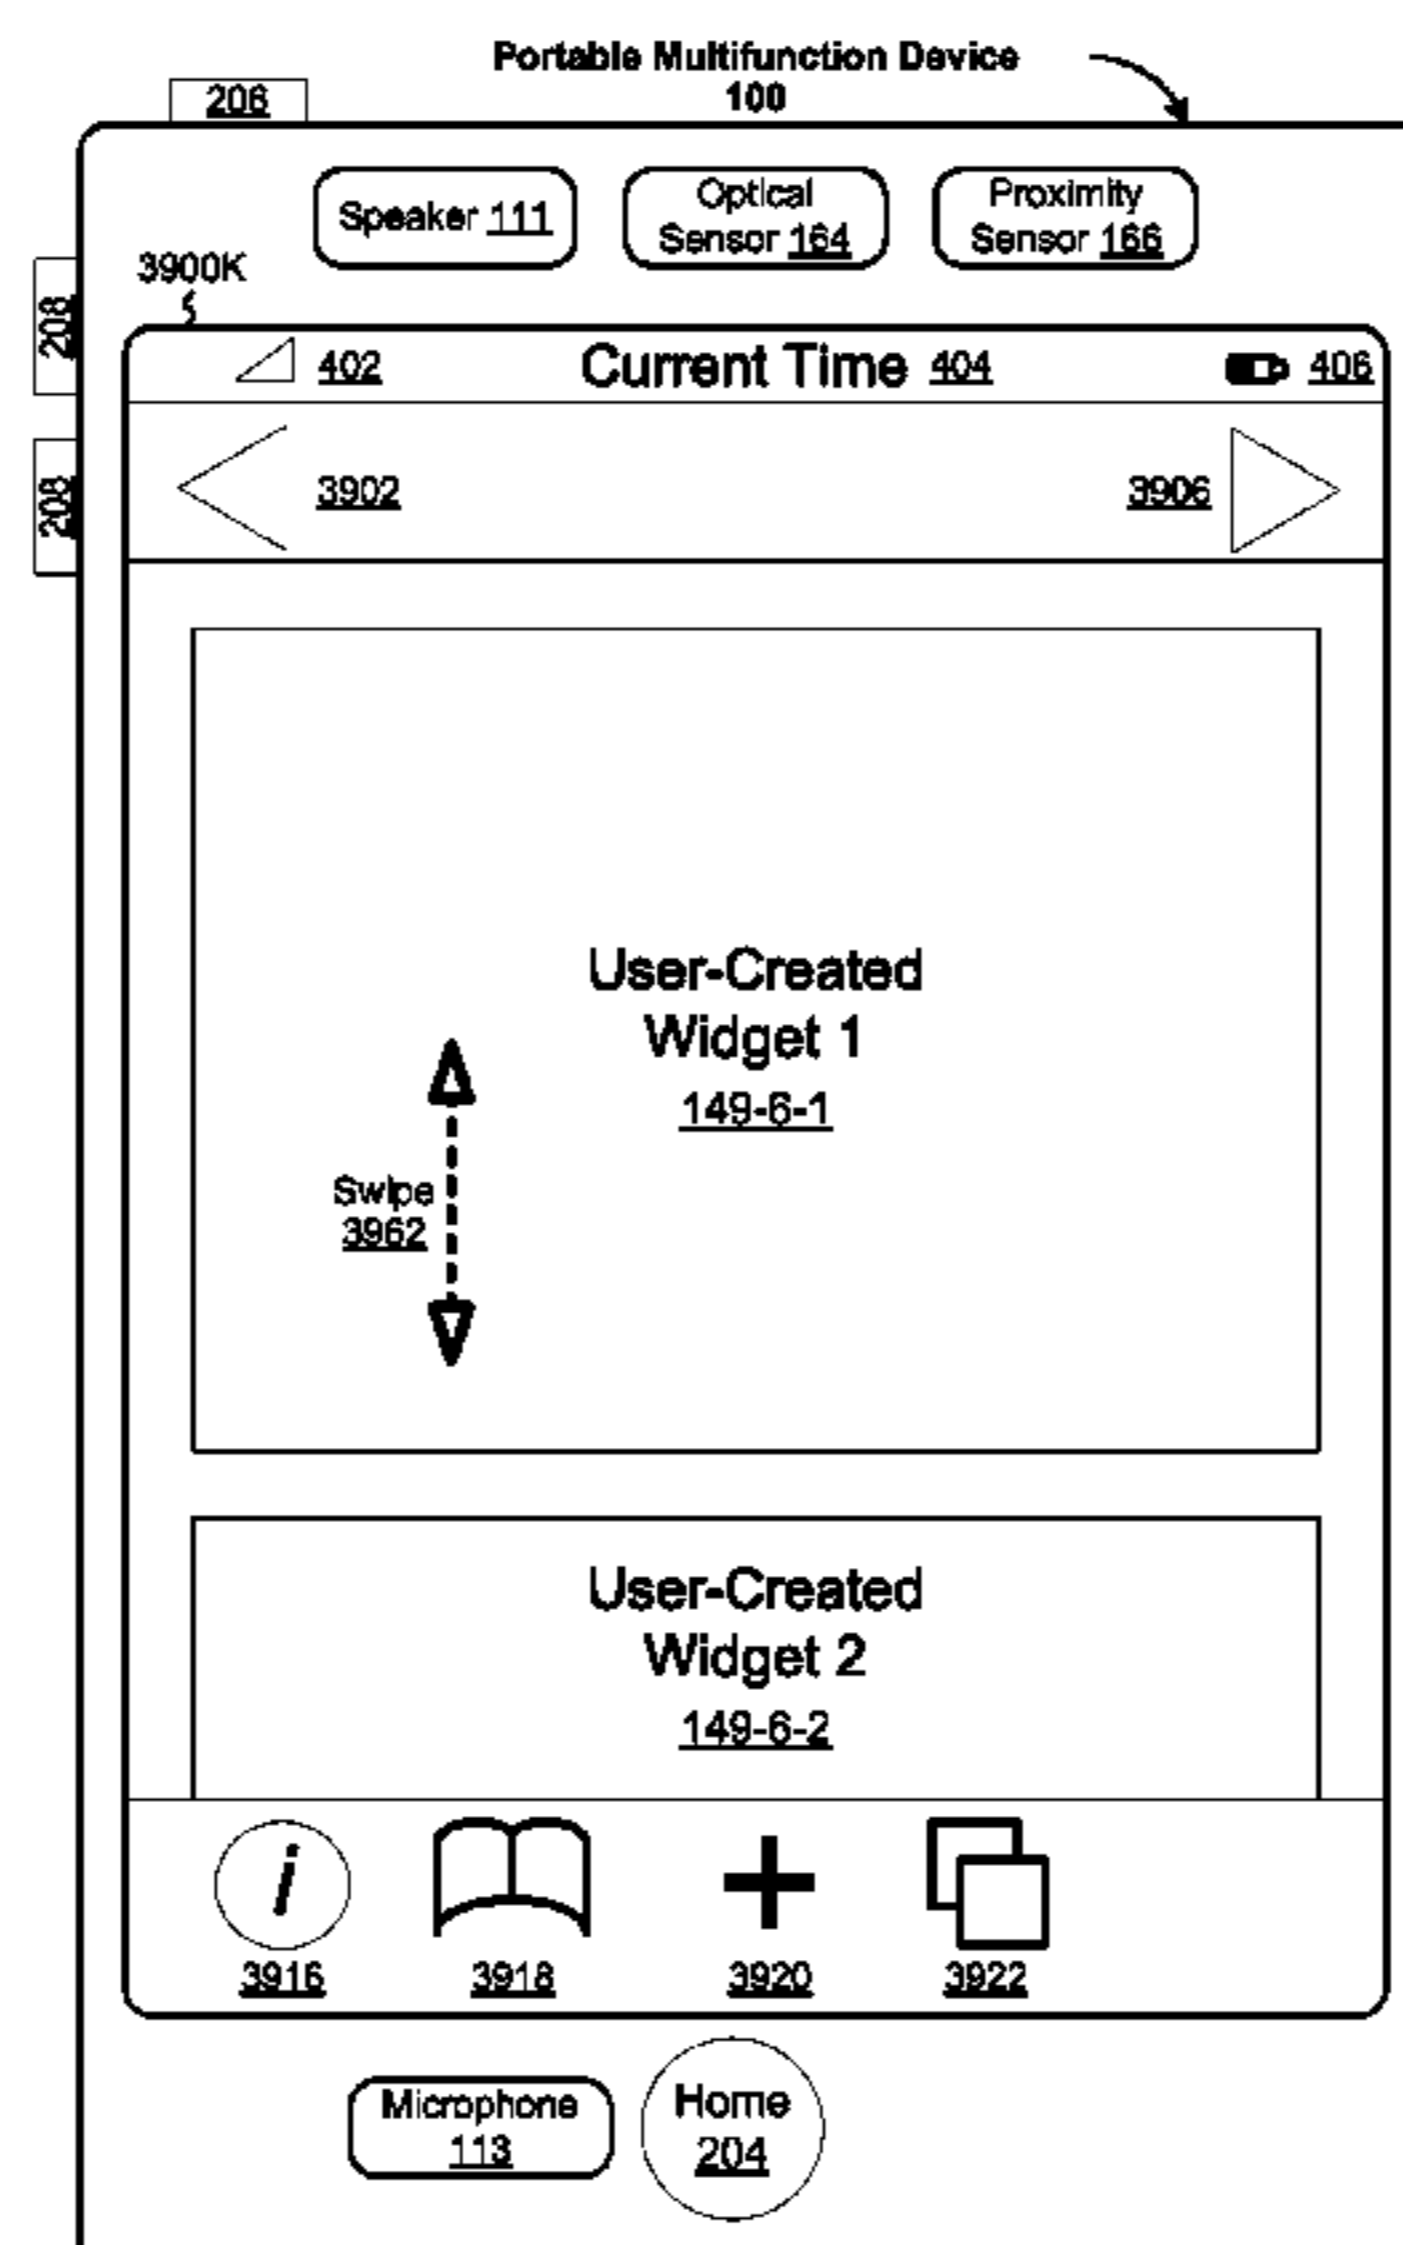 Portable Multifunction Device
100
206
Speaker 111
Optical
Sensor 164
Proximity
Sensor 166
3900K
208
402
Current Time 404
406
208
3902
3906
User-Created
Widget 1
149-6-1
Swipe
3962
User-Created
Widget 2
149-6-2
i
3916
3918
3920
3922
Microphone
113
Home
204